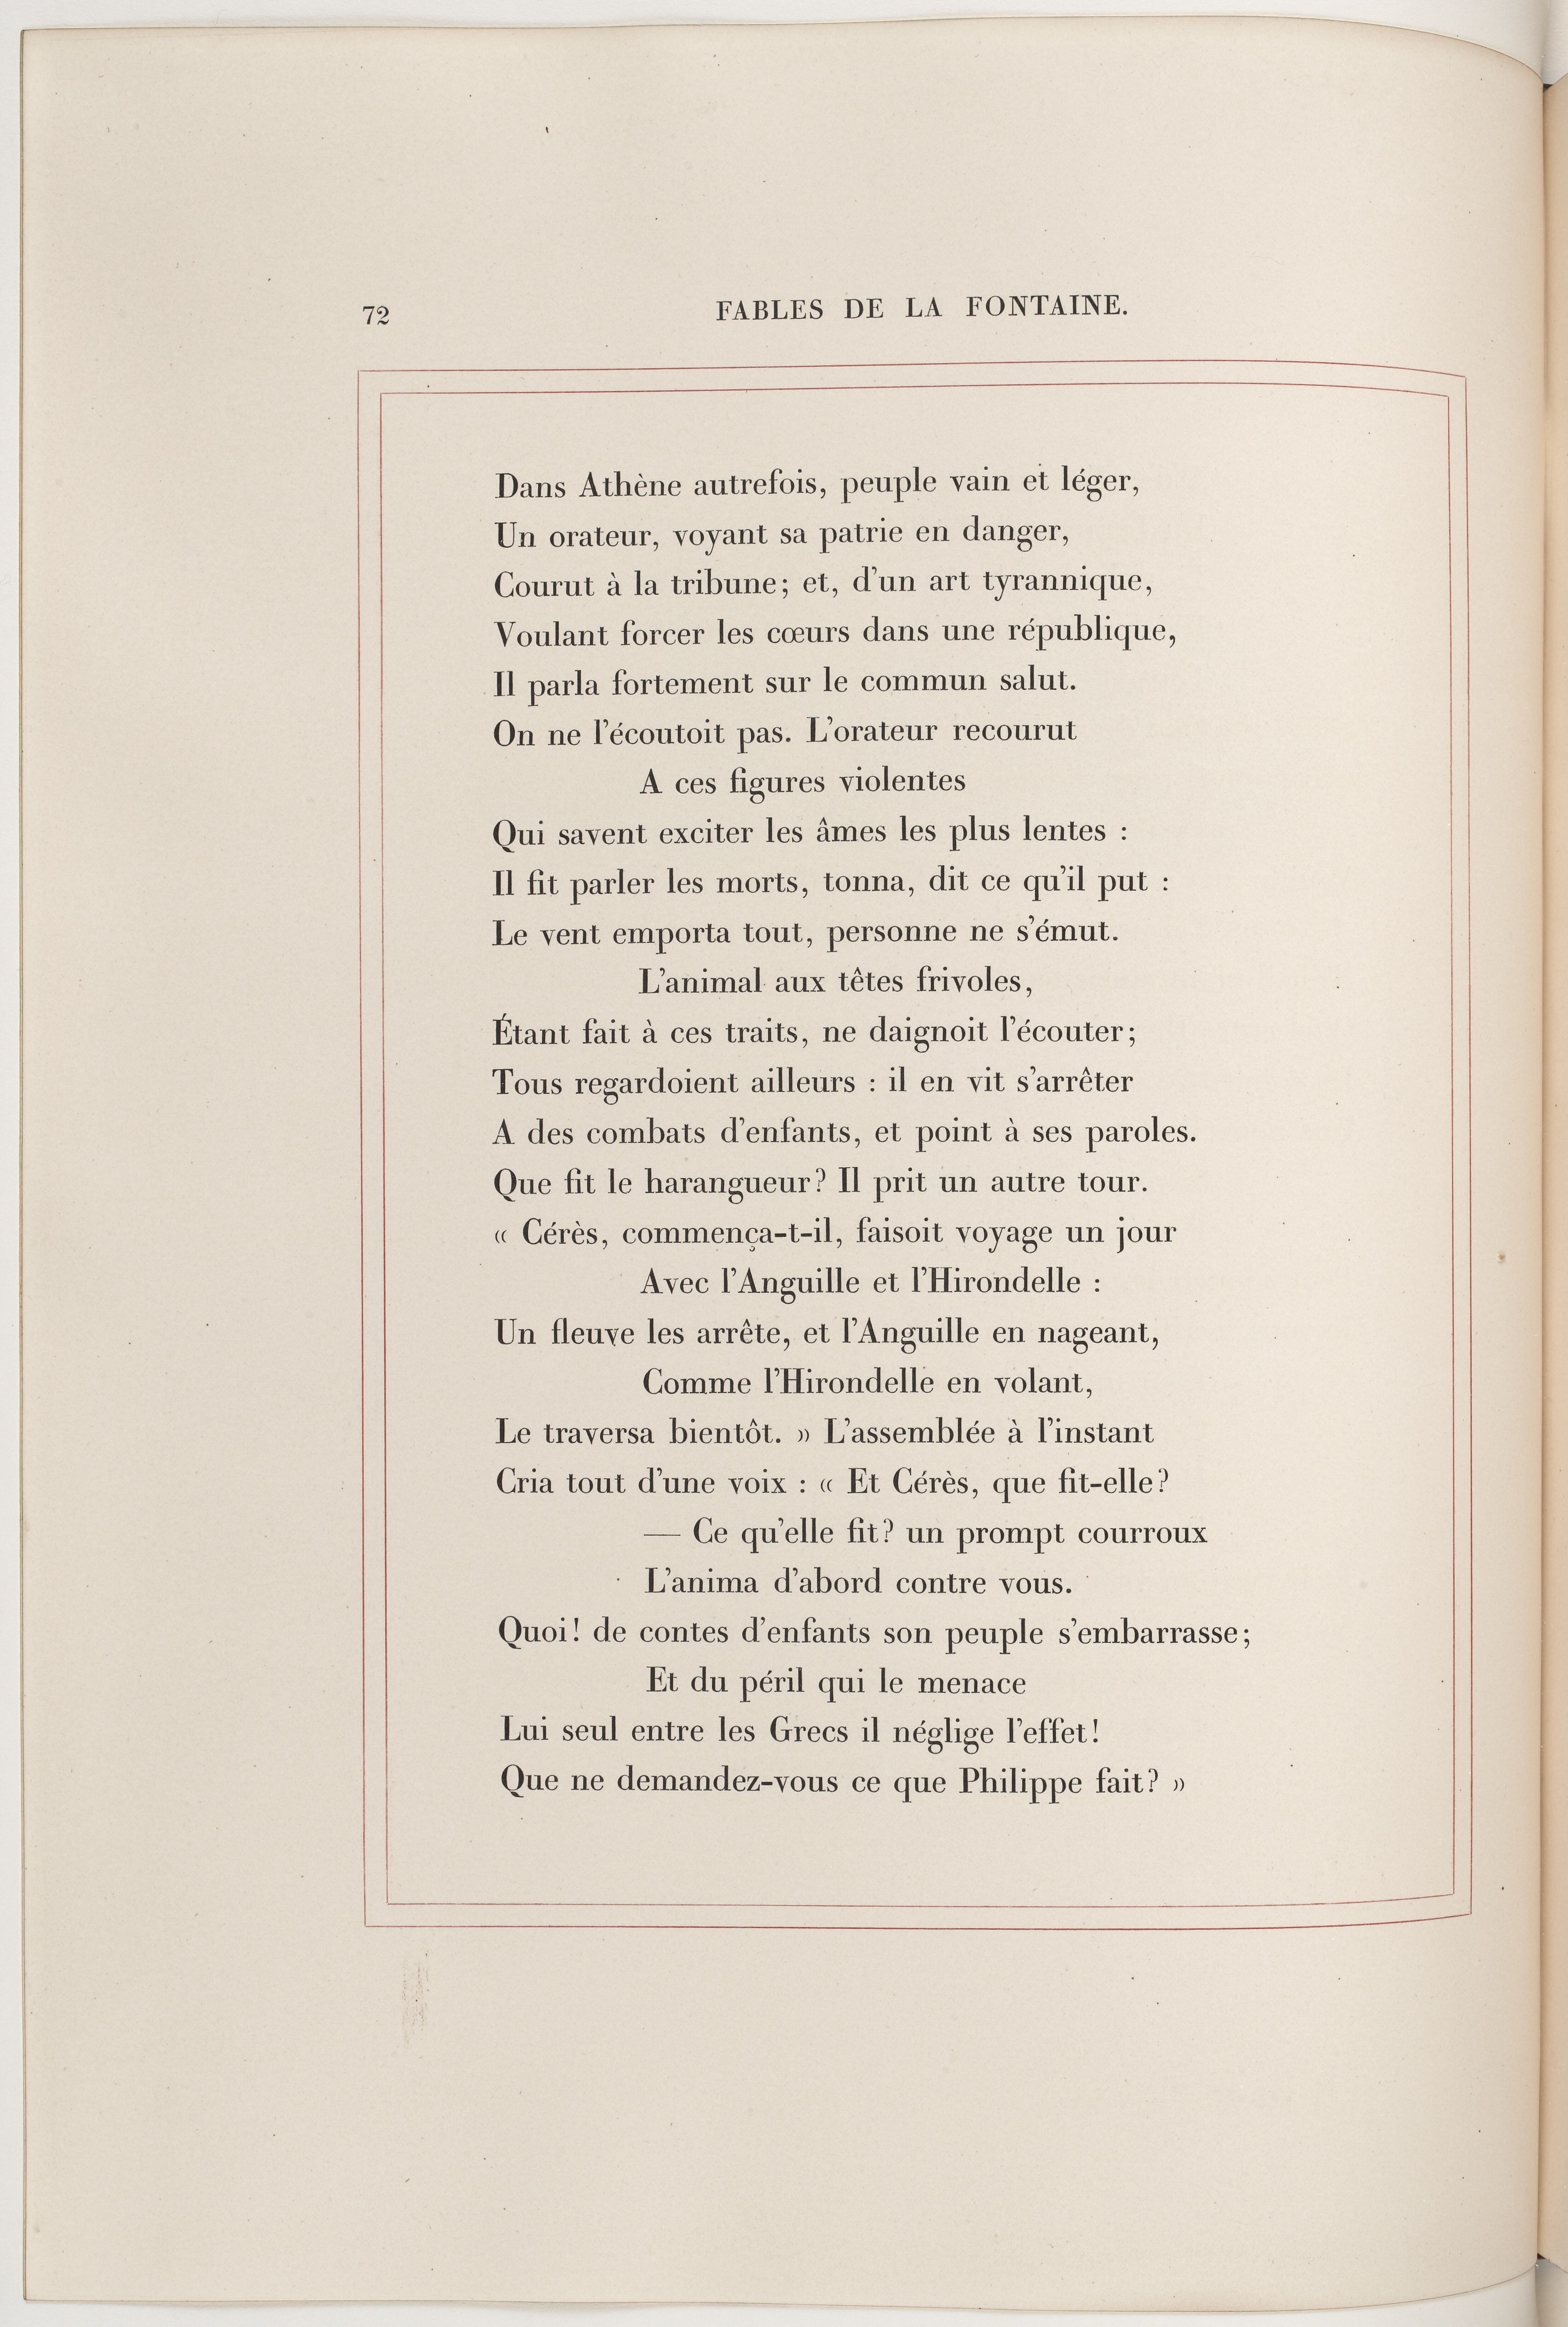 72
FABLES DE LA FONTAINE.
Dans Athène autrefois, peuple vain et léger,
Un orateur, voyant sa patrie en danger,
Courut à la tribune; et, d'un art tyrannique,
Voulant forcer les cœurs dans une république,
Il parla fortement sur le commun salut.
On ne l'écoutoit pas. L'orateur recourut
A ces figures violentes
Qui savent exciter les âmes les plus lentes :
Il fit parler les morts, tonna, dit ce qu'il put :
Le vent emporta tout, personne ne s'émut.
L'animal aux têtes frivoles,
Étant fait à ces traits, ne daignoit l'écouter;
Tous regardoient ailleurs : il en vit s'arrêter
A des combats d'enfants, et point à ses paroles.
Que fit le harangueur? Il prit un autre tour.
« Cérès, commença-t-il, faisoit voyage un jour
Avec l'Anguille et l'Hirondelle :
Un fleuve les arrête, et l'Anguille en nageant,
Comme l'Hirondelle en volant,
Le traversa bientôt. » L'assemblée à l'instant
Cria tout d'une voix : « Et Cérès, que fit-elle?
— Ce qu'elle fit? un prompt courroux
L'anima d'abord contre vous.
Quoi! de contes d'enfants son peuple s'embarrasse;
Et du péril qui le menace
Lui seul entre les Grecs il néglige l'effet!
Que ne demandez-vous ce que Philippe fait? »